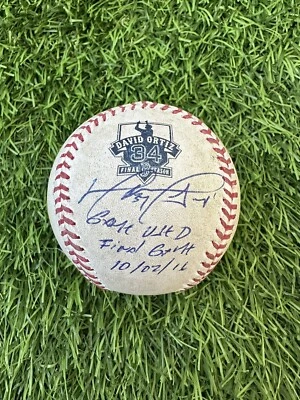 DAVID ORTIZ
34
FINAL SEASON
GAME USED
Final Game
10/02/16